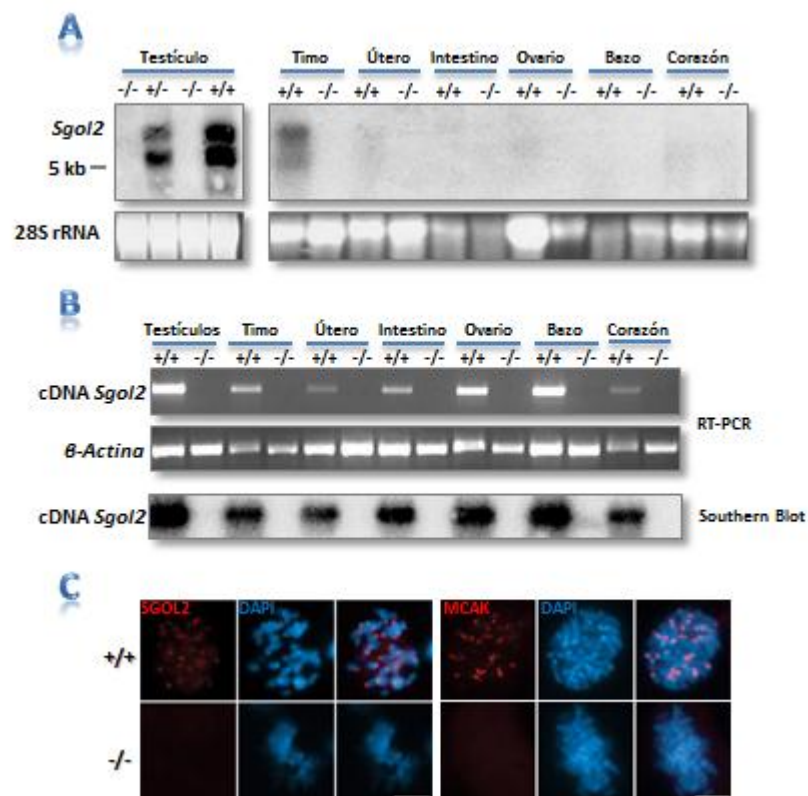 A
Testículo
-/- +/- -/- +/+
Timo Útero Intestino Ovario Bazo Corazón
+/+ -/- +/+ -/- +/+ -/- +/+ -/- +/+ -/- +/+ -/-
Sgol2
5 kb
28S rRNA
B
Testículos Timo Útero Intestino Ovario Bazo Corazón
+/+ -/- +/+ -/- +/+ -/- +/+ -/- +/+ -/- +/+ -/- +/+ -/-
cDNA Sgol2
RT-PCR
β-Actina
cDNA Sgol2
Southern Blot
C
SGOL2 DAPI MCAK DAPI
+/+
-/-